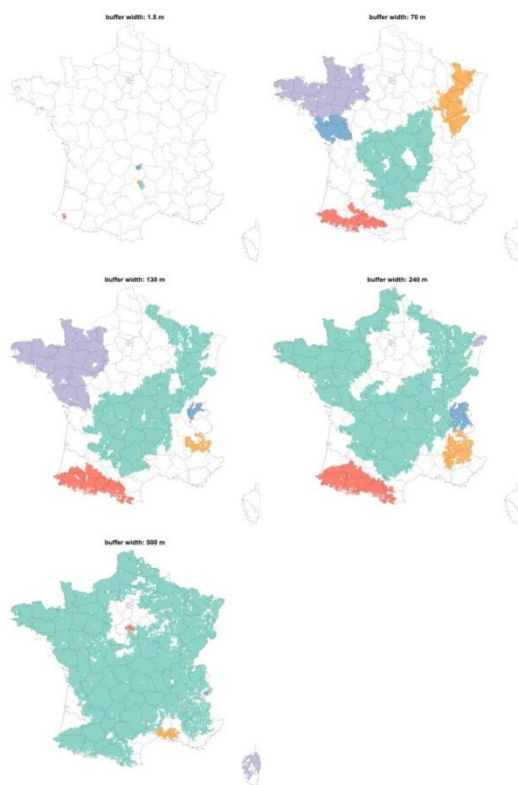 buffer width: 1.5 m
buffer width: 70 m
buffer width: 130 m
buffer width: 240 m
buffer width: 500 m